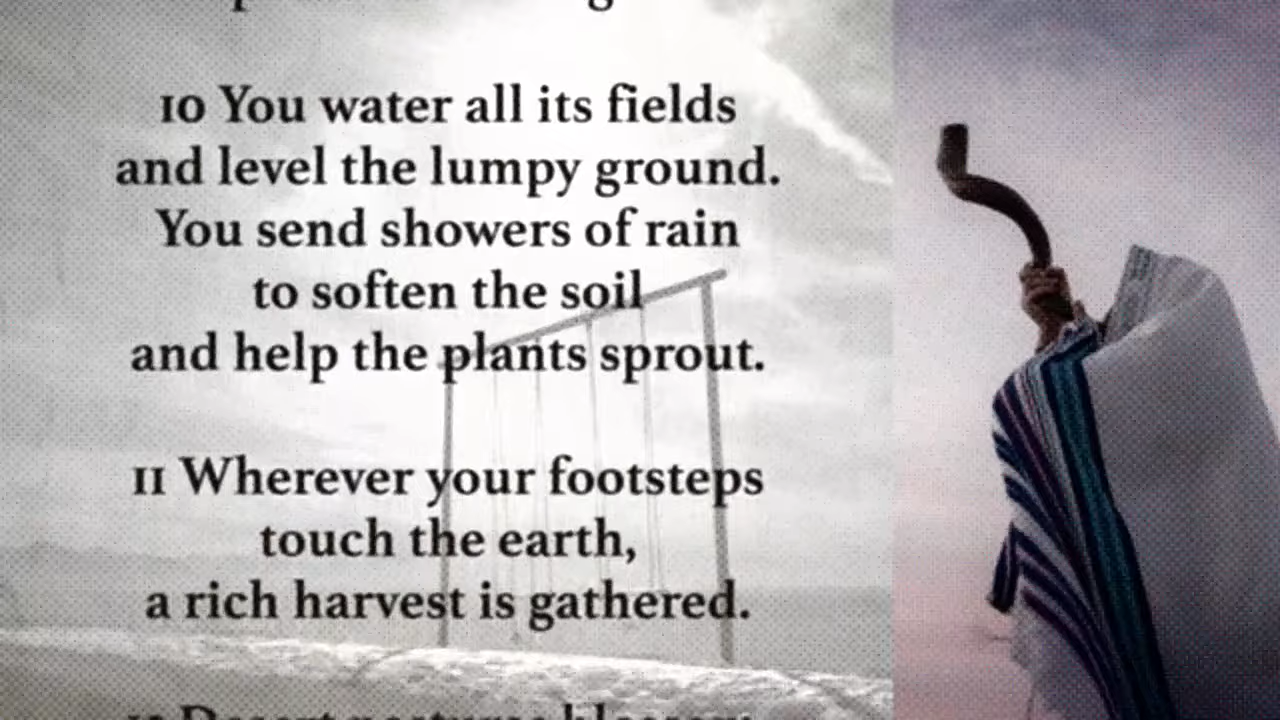 10 You water all its fields
and level the lumpy ground.
You send showers of rain
to soften the soil
and help the plants sprout.
11 Wherever your footsteps
touch the earth,
a rich harvest is gathered.